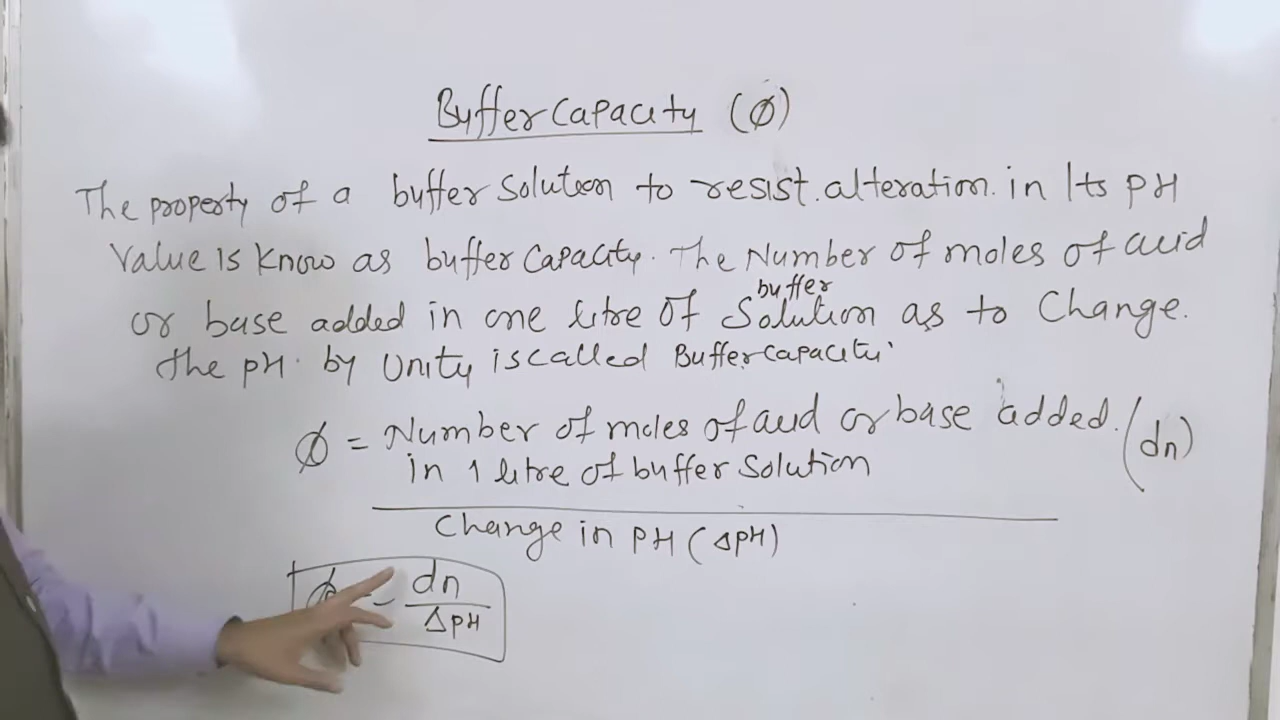 Buffer Capacity (ϕ)
The property of a buffer solution to resist. alteration. in Its PH
Value is Know as buffer Capacity. The Number of moles of acid
buffer
or base added in one litre of Solution as to Change.
the pH. by Unity is called Buffer capacity.
ϕ = Number of moles of acid or base added. (dn)
in 1 litre of buffer Solution
Change in PH (ΔPH)
ϕ = dn
ΔPH